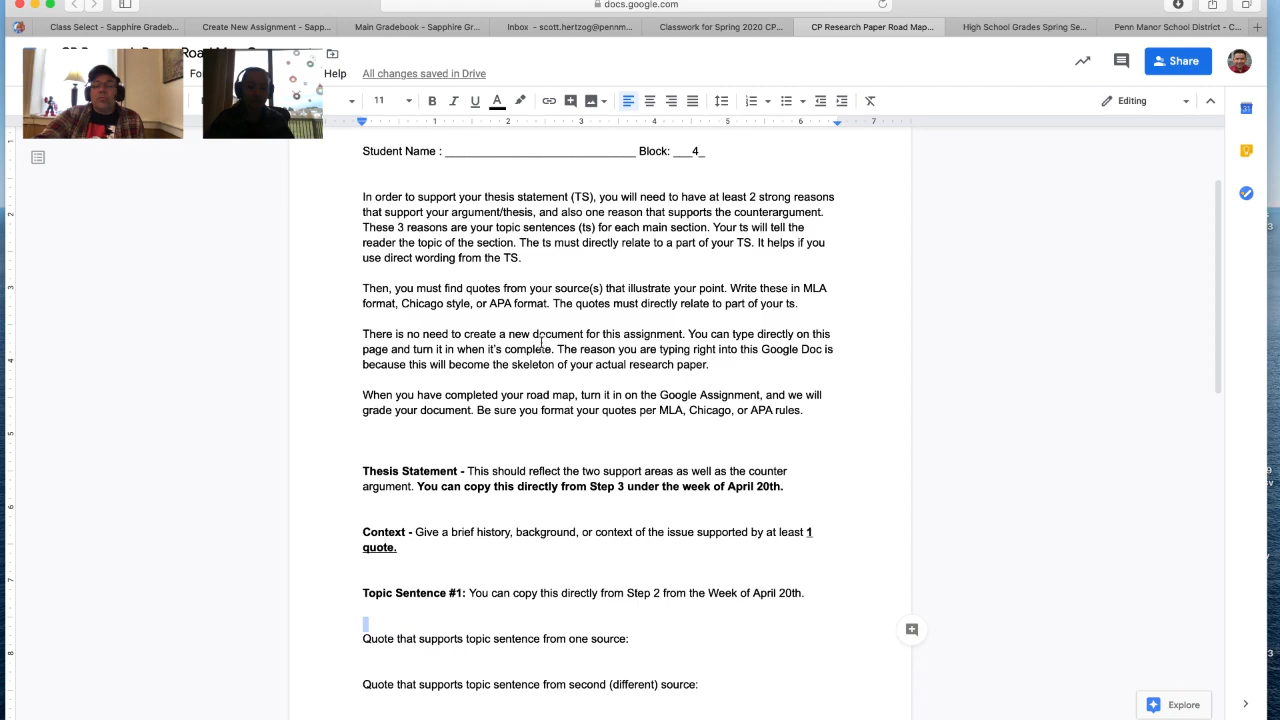 docs.google.com
Class Select - Sapphire Gradeb...
Create New Assignment - Sapp...
Main Gradebook - Sapphire Gr...
Inbox - scott.hertzog@pennm...
Classwork for Spring 2020 CP...
CP Research Paper Road Map...
High School Grades Spring Se...
Penn Manor School District - C...
Help
All changes saved in Drive
Share
11
B
I
U
A
Editing
1 2 3 4 5 6 7
Student Name : ______________________________ Block: ___4_
In order to support your thesis statement (TS), you will need to have at least 2 strong reasons
that support your argument/thesis, and also one reason that supports the counterargument.
These 3 reasons are your topic sentences (ts) for each main section. Your ts will tell the
reader the topic of the section. The ts must directly relate to a part of your TS. It helps if you
use direct wording from the TS.
Then, you must find quotes from your source(s) that illustrate your point. Write these in MLA
format, Chicago style, or APA format. The quotes must directly relate to part of your ts.
There is no need to create a new document for this assignment. You can type directly on this
page and turn it in when it's complete. The reason you are typing right into this Google Doc is
because this will become the skeleton of your actual research paper.
When you have completed your road map, turn it in on the Google Assignment, and we will
grade your document. Be sure you format your quotes per MLA, Chicago, or APA rules.
Thesis Statement - This should reflect the two support areas as well as the counter
argument. You can copy this directly from Step 3 under the week of April 20th.
Context - Give a brief history, background, or context of the issue supported by at least 1
quote.
Topic Sentence #1: You can copy this directly from Step 2 from the Week of April 20th.
Quote that supports topic sentence from one source:
Quote that supports topic sentence from second (different) source:
Explore